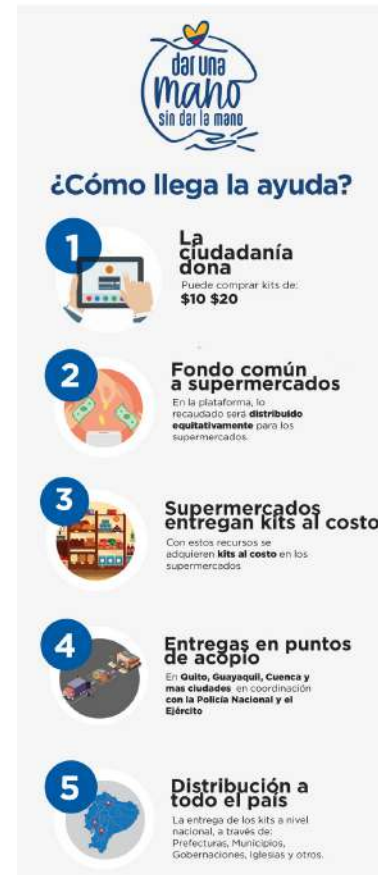 dar una
mano
sin dar la mano
¿Cómo llega la ayuda?
1
La
ciudadanía
dona
Puede comprar kits de:
$10 $20
2
Fondo común
a supermercados
En la plataforma, lo
recaudado será distribuido
equitativamente para los
supermercados.
3
Supermercados
entregan kits al costo
Con estos recursos se
adquieren kits al costo en los
supermercados
4
Entregas en puntos
de acopio
En Quito, Guayaquil, Cuenca y
mas ciudades en coordinación
con la Policía Nacional y el
Ejército
5
Distribución a
todo el país
La entrega de los kits a nivel
nacional, a través de:
Prefecturas, Municipios,
Gobernaciones, Iglesias y otros.